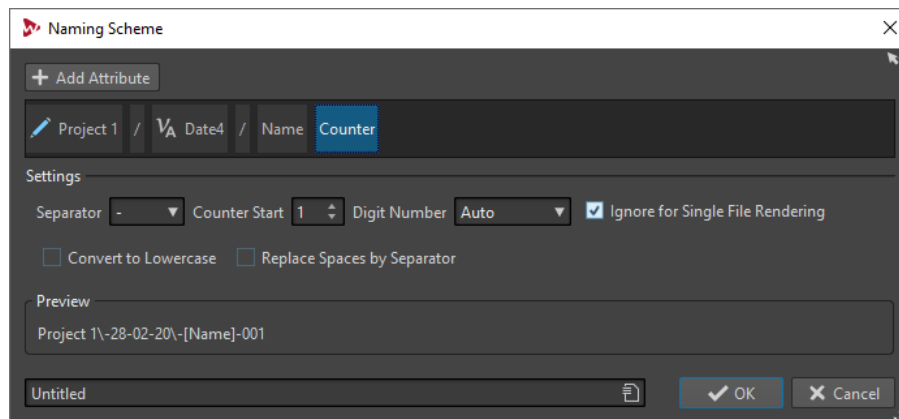 Naming Scheme
Add Attribute
Project 1 / VA Date4 / Name Counter
Settings
Separator - Counter Start 1 Digit Number Auto Ignore for Single File Rendering
Convert to Lowercase Replace Spaces by Separator
Preview
Project 1\-28-02-20\-[Name]-001
Untitled OK Cancel